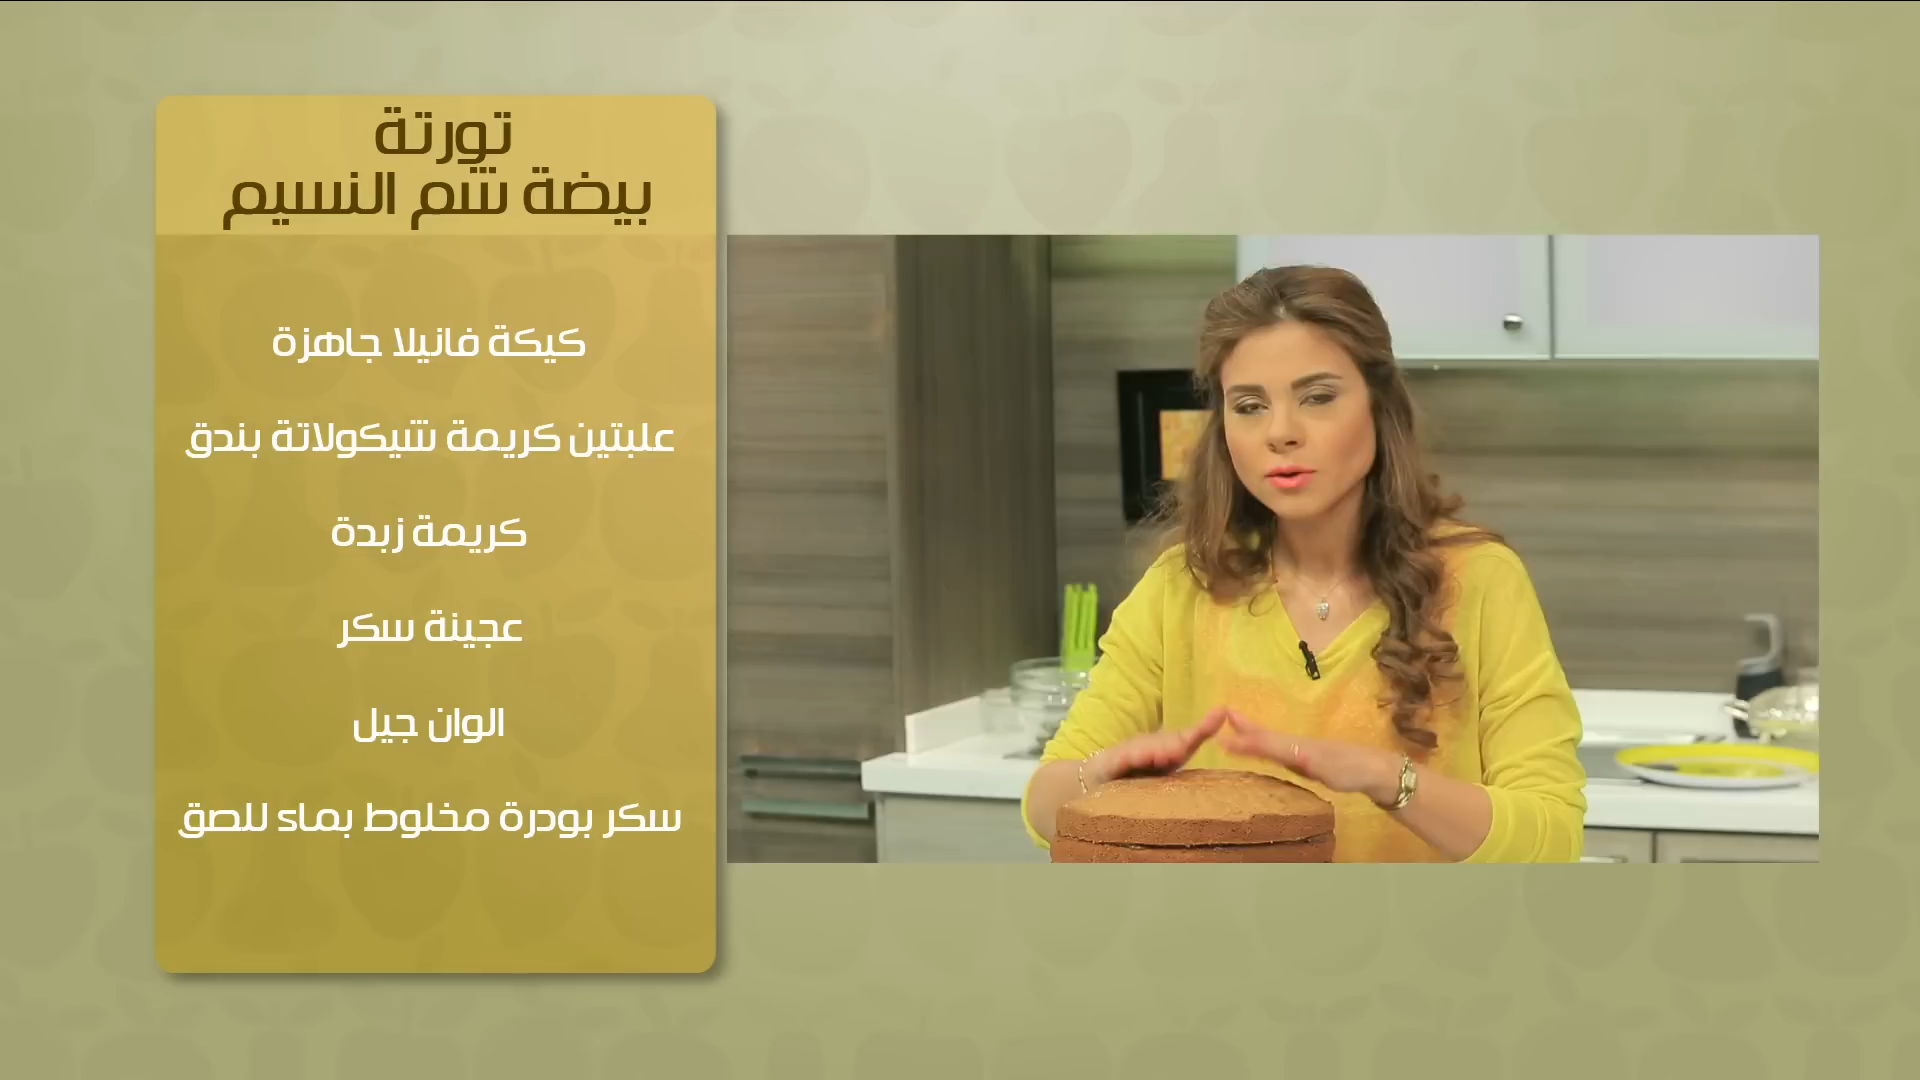 تورتة
بيضة شم النسيم
كيكة فانيلا جاهزة
علبتين كريمة شيكولاتة بندق
كريمة زبدة
عجينة سكر
الوان جيل
سكر بودرة مخلوط بماء للصق